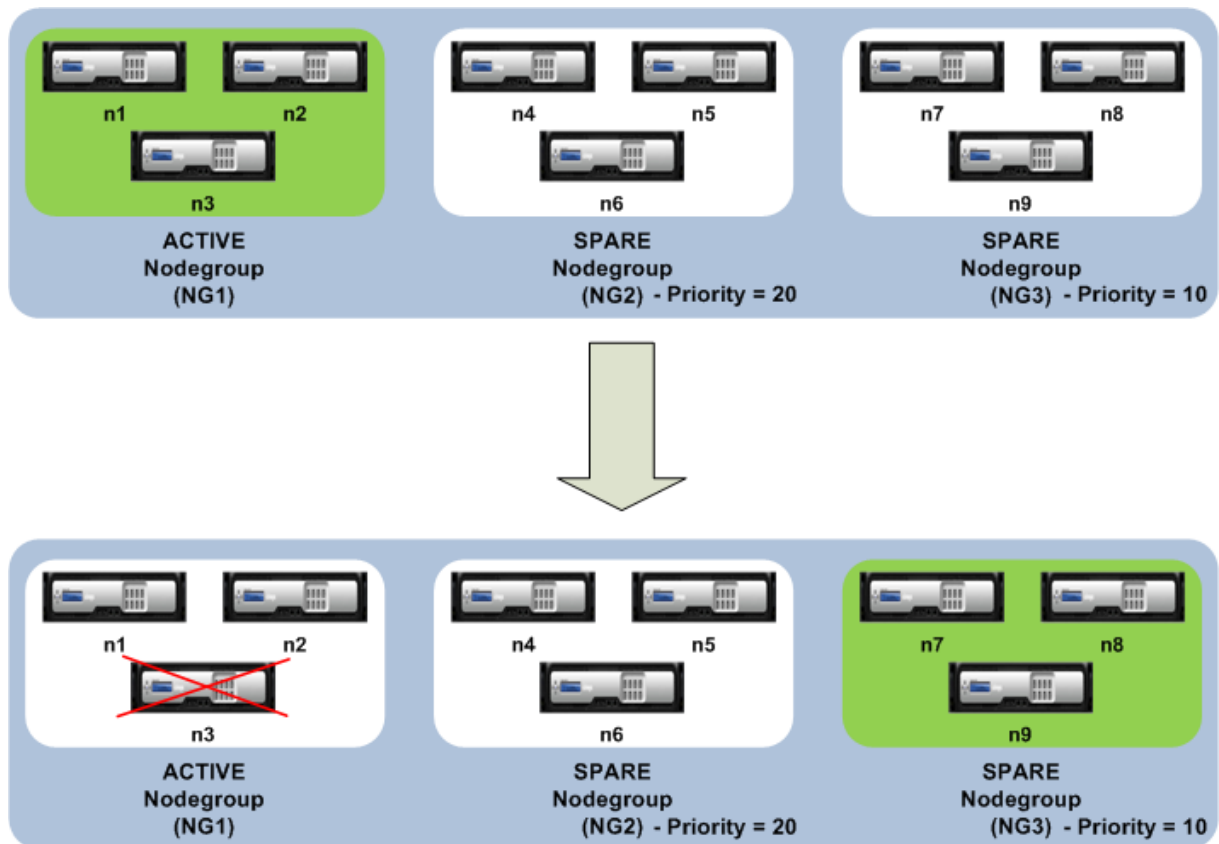 n1 n2
n3
ACTIVE
Nodegroup
(NG1)
n4 n5
n6
SPARE
Nodegroup
(NG2) - Priority = 20
n7 n8
n9
SPARE
Nodegroup
(NG3) - Priority = 10
n1 n2
n3
ACTIVE
Nodegroup
(NG1)
n4 n5
n6
SPARE
Nodegroup
(NG2) - Priority = 20
n7 n8
n9
SPARE
Nodegroup
(NG3) - Priority = 10